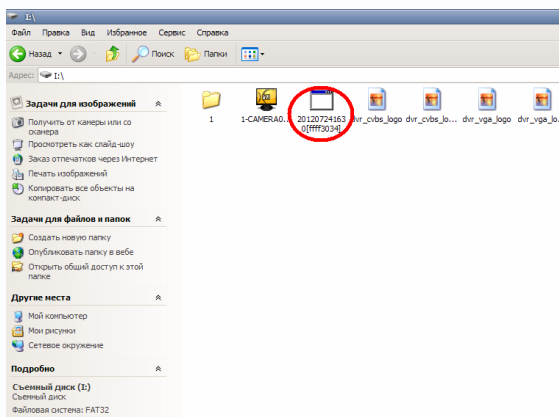 I:\
Файл Правка Вид Избранное Сервис Справка
Назад Поиск Папки
Адрес: I:\
Задачи для изображений
Получить от камеры или со
сканера
Просмотреть как слайд-шоу
Заказ отпечатков через Интернет
Печать изображений
Копировать все объекты на
компакт-диск
Задачи для файлов и папок
Создать новую папку
Опубликовать папку в вебе
Открыть общий доступ к этой
папке
Другие места
Мой компьютер
Мои рисунки
Сетевое окружение
Подробно
Съемный диск (I:)
Съемный диск
Файловая система: FAT32
1
1-CAMERA0...
20120724163
0[ffff3034]
dvr_cvbs_logo
dvr_cvbs_lo...
dvr_vga_logo
dvr_vga_lo